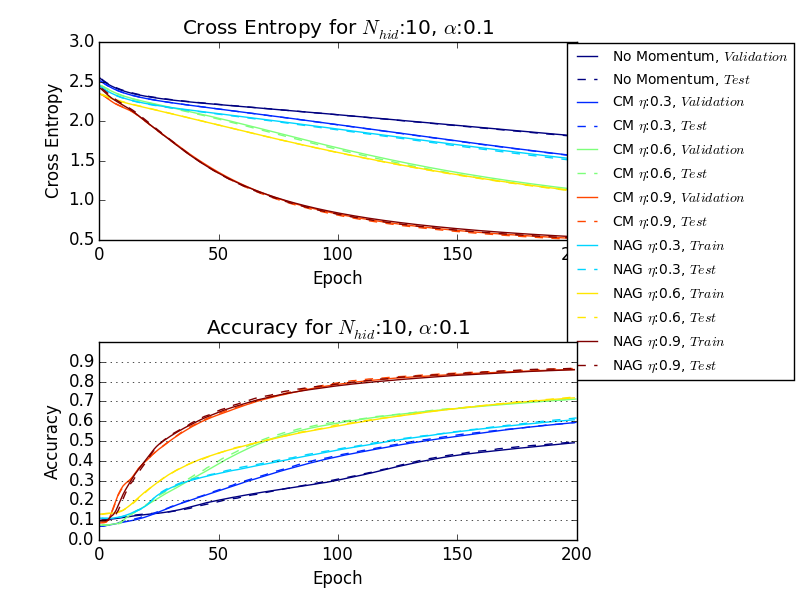 Cross Entropy for N_hid:10, α:0.1
3.0
2.5
2.0
1.5
1.0
0.5
Cross Entropy
0 50 100 150 2
Epoch
No Momentum, Validation
No Momentum, Test
CM η:0.3, Validation
CM η:0.3, Test
CM η:0.6, Validation
CM η:0.6, Test
CM η:0.9, Validation
CM η:0.9, Test
NAG η:0.3, Train
NAG η:0.3, Test
NAG η:0.6, Train
NAG η:0.6, Test
NAG η:0.9, Train
NAG η:0.9, Test
Accuracy for N_hid:10, α:0.1
0.9
0.8
0.7
0.6
0.5
0.4
0.3
0.2
0.1
0.0
Accuracy
0 50 100 150 200
Epoch